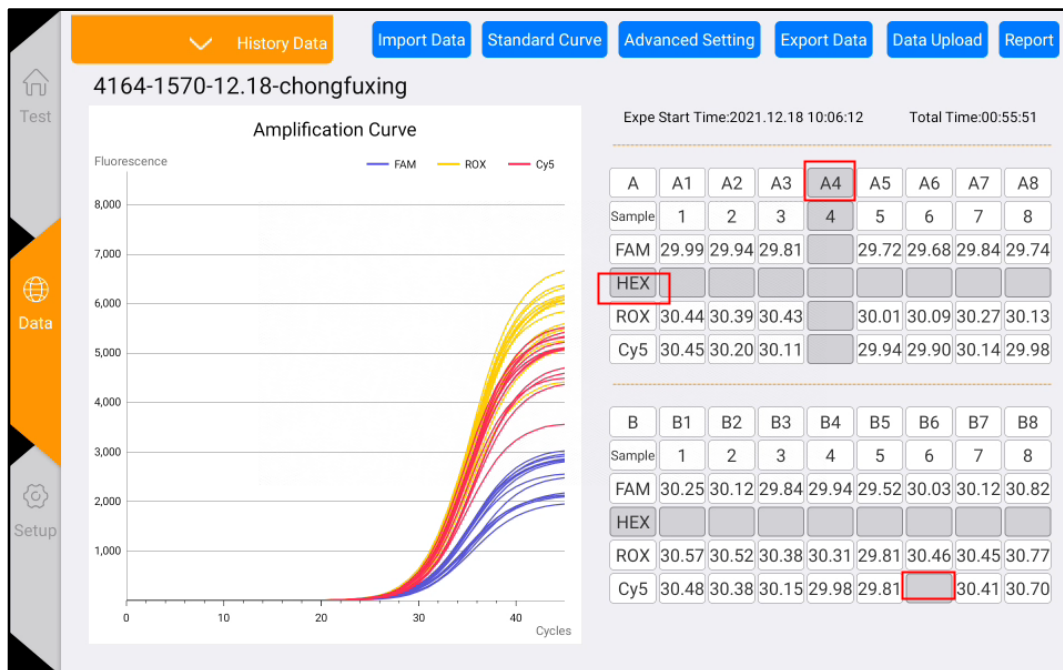 History Data Import Data Standard Curve Advanced Setting Export Data Data Upload Report
Test
Data
Setup
4164-1570-12.18-chongfuxing
Amplification Curve
Fluorescence
FAM ROX Cy5
8,000
7,000
6,000
5,000
4,000
3,000
2,000
1,000
0 10 20 30 40
Cycles
Expe Start Time:2021.12.18 10:06:12 Total Time:00:55:51
A A1 A2 A3 A4 A5 A6 A7 A8
Sample 1 2 3 4 5 6 7 8
FAM 29.99 29.94 29.81 29.72 29.68 29.84 29.74
HEX
ROX 30.44 30.39 30.43 30.01 30.09 30.27 30.13
Cy5 30.45 30.20 30.11 29.94 29.90 30.14 29.98
B B1 B2 B3 B4 B5 B6 B7 B8
Sample 1 2 3 4 5 6 7 8
FAM 30.25 30.12 29.84 29.94 29.52 30.03 30.12 30.82
HEX
ROX 30.57 30.52 30.38 30.31 29.81 30.46 30.45 30.77
Cy5 30.48 30.38 30.15 29.98 29.81 30.41 30.70